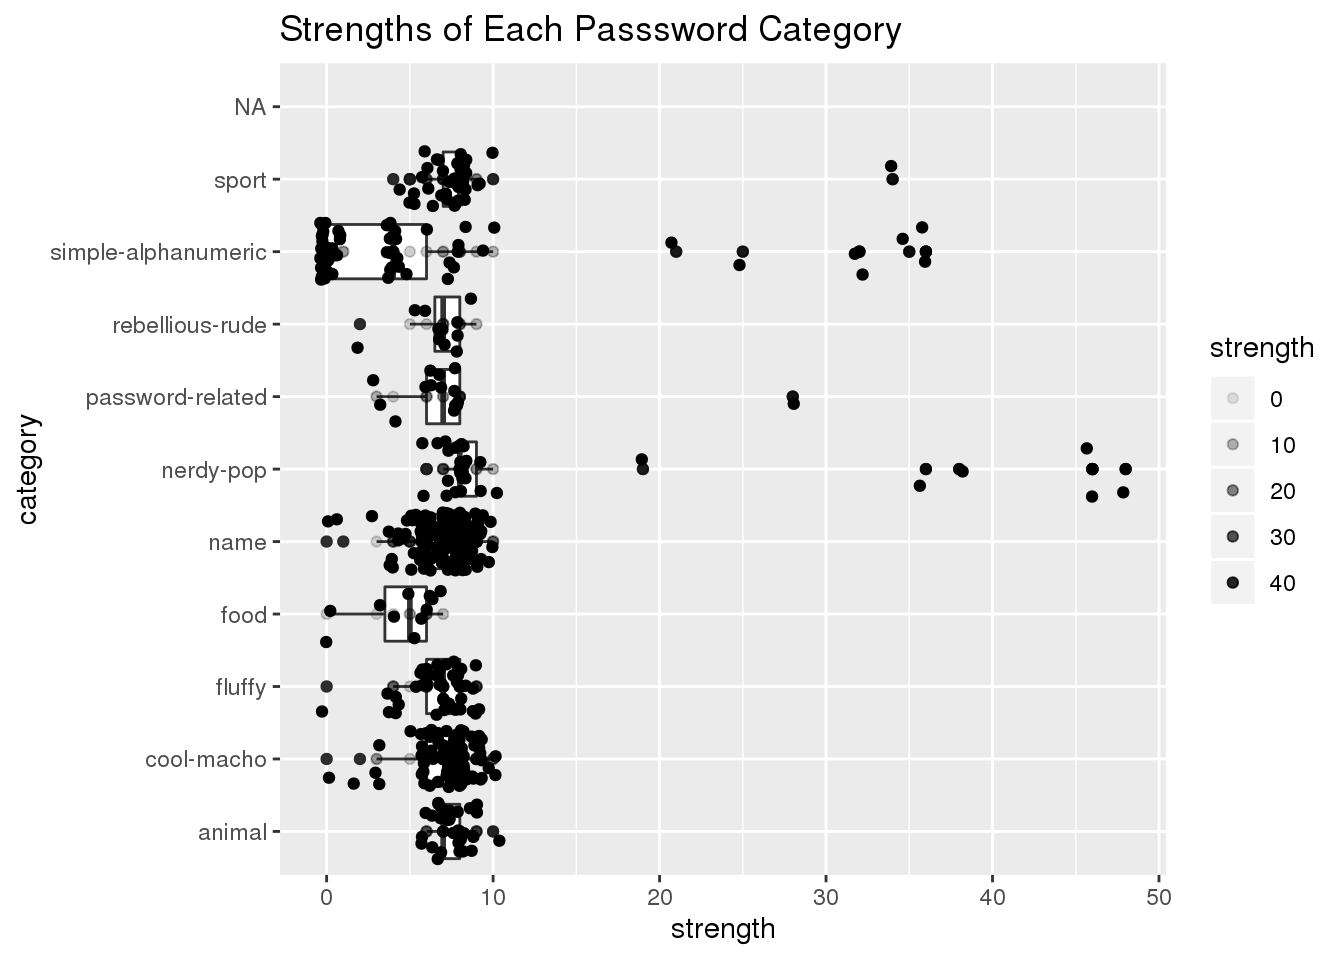 Strengths of Each Passsword Category
NA
sport
simple-alphanumeric
rebellious-rude
password-related
nerdy-pop
name
food
fluffy
cool-macho
animal
category
0
10
20
30
40
50
strength
strength
0
10
20
30
40